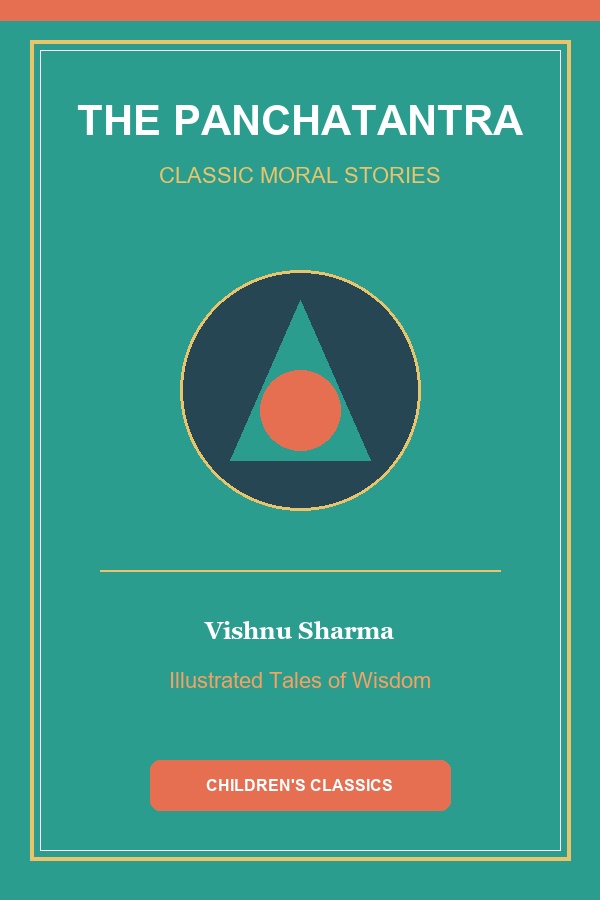 THE PANCHATANTRA
CLASSIC MORAL STORIES
Vishnu Sharma
Illustrated Tales of Wisdom
CHILDREN'S CLASSICS